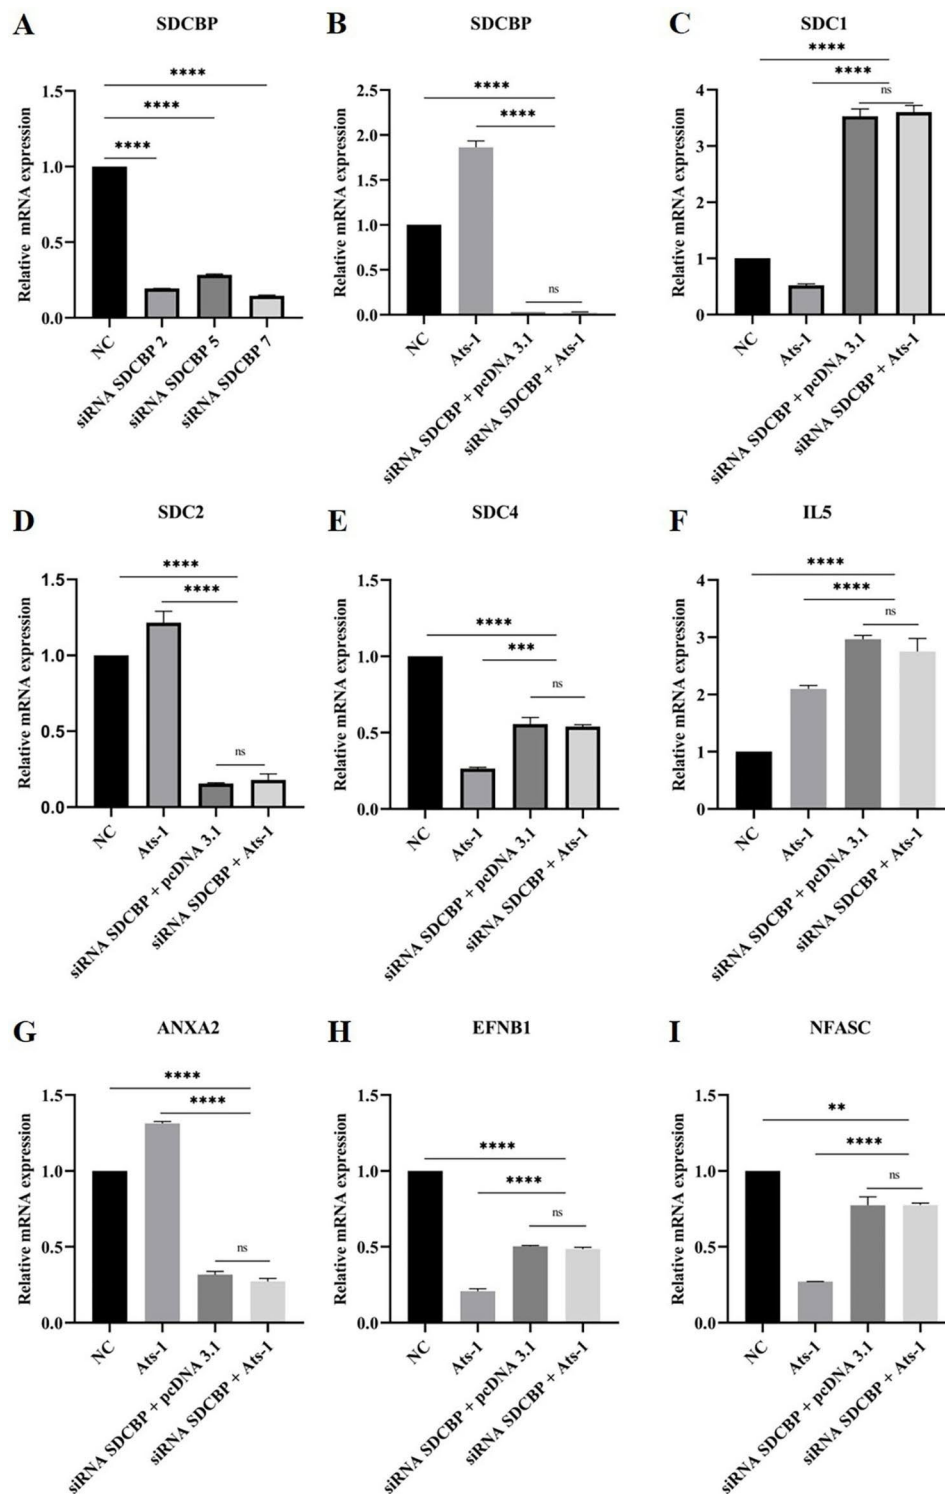 A
SDCBP
Relative mRNA expression
1.5
1.0
0.5
0.0
****
****
****
NC
siRNA SDCBP 2
siRNA SDCBP 5
siRNA SDCBP 7
B
SDCBP
Relative mRNA expression
2.5
2.0
1.5
1.0
0.5
0.0
****
****
ns
NC
Ats-1
siRNA SDCBP + pcDNA 3.1
siRNA SDCBP + Ats-1
C
SDC1
Relative mRNA expression
4
3
2
1
0
****
****
ns
NC
Ats-1
siRNA SDCBP + pcDNA 3.1
siRNA SDCBP + Ats-1
D
SDC2
Relative mRNA expression
1.5
1.0
0.5
0.0
****
****
ns
NC
Ats-1
siRNA SDCBP + pcDNA 3.1
siRNA SDCBP + Ats-1
E
SDC4
Relative mRNA expression
1.5
1.0
0.5
0.0
****
***
ns
NC
Ats-1
siRNA SDCBP + pcDNA 3.1
siRNA SDCBP + Ats-1
F
IL5
Relative mRNA expression
4
3
2
1
0
****
****
ns
NC
Ats-1
siRNA SDCBP + pcDNA 3.1
siRNA SDCBP + Ats-1
G
ANXA2
Relative mRNA expression
1.5
1.0
0.5
0.0
****
****
ns
NC
Ats-1
siRNA SDCBP + pcDNA 3.1
siRNA SDCBP + Ats-1
H
EFNB1
Relative mRNA expression
1.5
1.0
0.5
0.0
****
****
ns
NC
Ats-1
siRNA SDCBP + pcDNA 3.1
siRNA SDCBP + Ats-1
I
NFASC
Relative mRNA expression
1.5
1.0
0.5
0.0
**
****
ns
NC
Ats-1
siRNA SDCBP + pcDNA 3.1
siRNA SDCBP + Ats-1